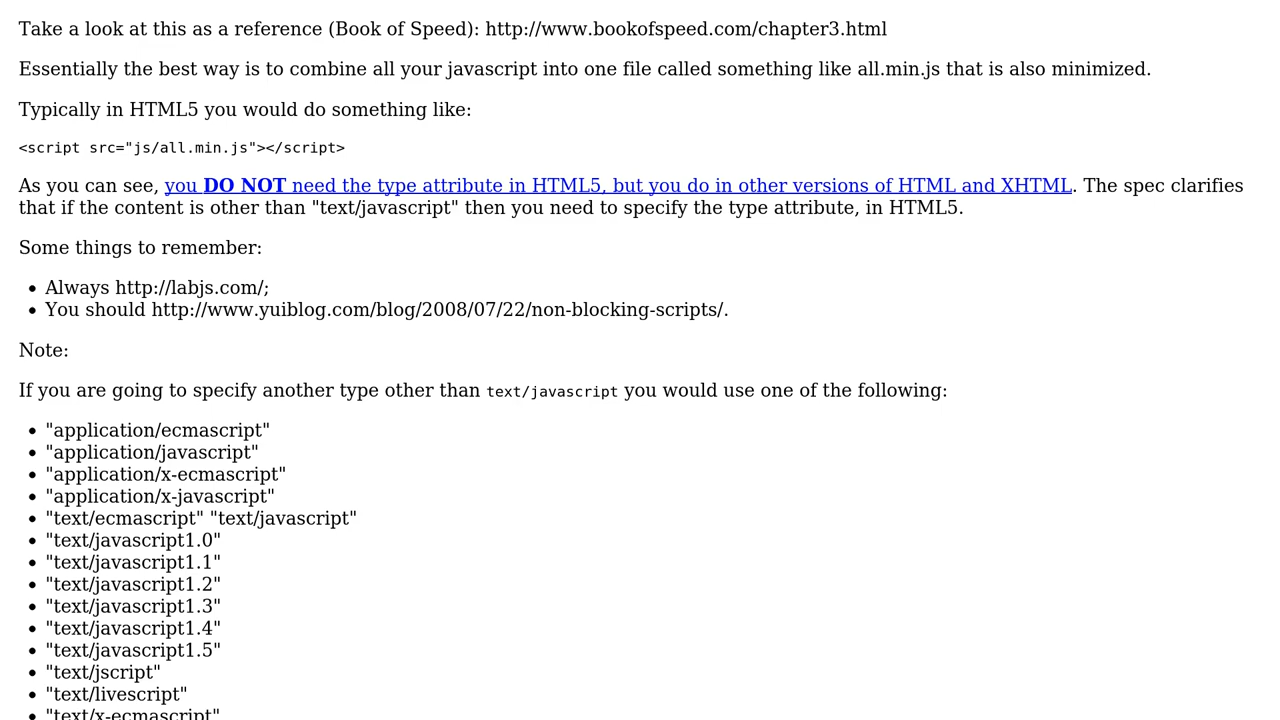 Take a look at this as a reference (Book of Speed): http://www.bookofspeed.com/chapter3.html
Essentially the best way is to combine all your javascript into one file called something like all.min.js that is also minimized.
Typically in HTML5 you would do something like:
<script src="js/all.min.js"></script>
As you can see, you DO NOT need the type attribute in HTML5, but you do in other versions of HTML and XHTML. The spec clarifies
that if the content is other than "text/javascript" then you need to specify the type attribute, in HTML5.
Some things to remember:
• Always http://labjs.com/;
• You should http://www.yuiblog.com/blog/2008/07/22/non-blocking-scripts/.
Note:
If you are going to specify another type other than text/javascript you would use one of the following:
• "application/ecmascript"
• "application/javascript"
• "application/x-ecmascript"
• "application/x-javascript"
• "text/ecmascript" "text/javascript"
• "text/javascript1.0"
• "text/javascript1.1"
• "text/javascript1.2"
• "text/javascript1.3"
• "text/javascript1.4"
• "text/javascript1.5"
• "text/jscript"
• "text/livescript"
• "text/x-ecmascript"